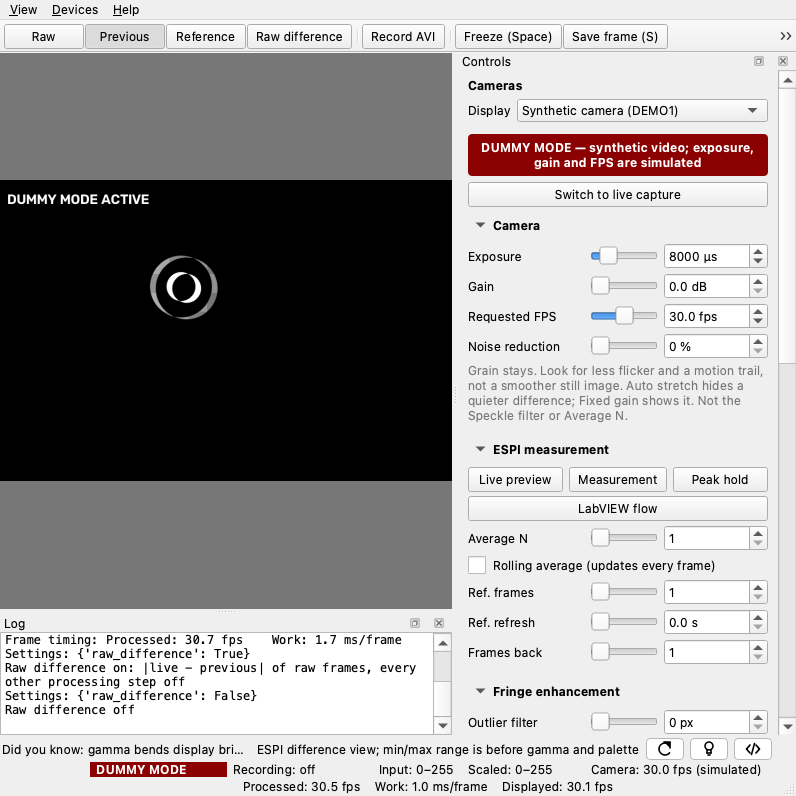 View Devices Help
Raw Previous Reference Raw difference Record AVI Freeze (Space) Save frame (S)
Controls
Cameras
Display Synthetic camera (DEMO1)
DUMMY MODE — synthetic video; exposure,
gain and FPS are simulated
Switch to live capture
Camera
Exposure 8000 µs
Gain 0.0 dB
Requested FPS 30.0 fps
Noise reduction 0 %
Grain stays. Look for less flicker and a motion trail,
not a smoother still image. Auto stretch hides a
quieter difference; Fixed gain shows it. Not the
Speckle filter or Average N.
ESPI measurement
Live preview Measurement Peak hold
LabVIEW flow
Average N 1
Rolling average (updates every frame)
Ref. frames 1
Ref. refresh 0.0 s
Frames back 1
Fringe enhancement
Outlier filter 0 px
DUMMY MODE ACTIVE
Log
Frame timing: Processed: 30.7 fps Work: 1.7 ms/frame
Settings: {'raw_difference': True}
Raw difference on: |live − previous| of raw frames, every
other processing step off
Settings: {'raw_difference': False}
Raw difference off
Did you know: gamma bends display bri... ESPI difference view; min/max range is before gamma and palette
DUMMY MODE Recording: off Input: 0–255 Scaled: 0–255 Camera: 30.0 fps (simulated)
Processed: 30.5 fps Work: 1.0 ms/frame Displayed: 30.1 fps